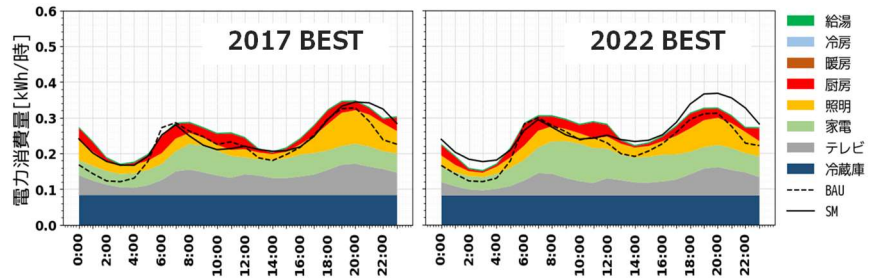 2017 BEST
2022 BEST
電力消費量[kWh/時]
0.6
0.5
0.4
0.3
0.2
0.1
0.0
0:00
2:00
4:00
6:00
8:00
10:00
12:00
14:00
16:00
18:00
20:00
22:00
0:00
2:00
4:00
6:00
8:00
10:00
12:00
14:00
16:00
18:00
20:00
22:00
給湯
冷房
暖房
厨房
照明
家電
テレビ
冷蔵庫
BAU
SM